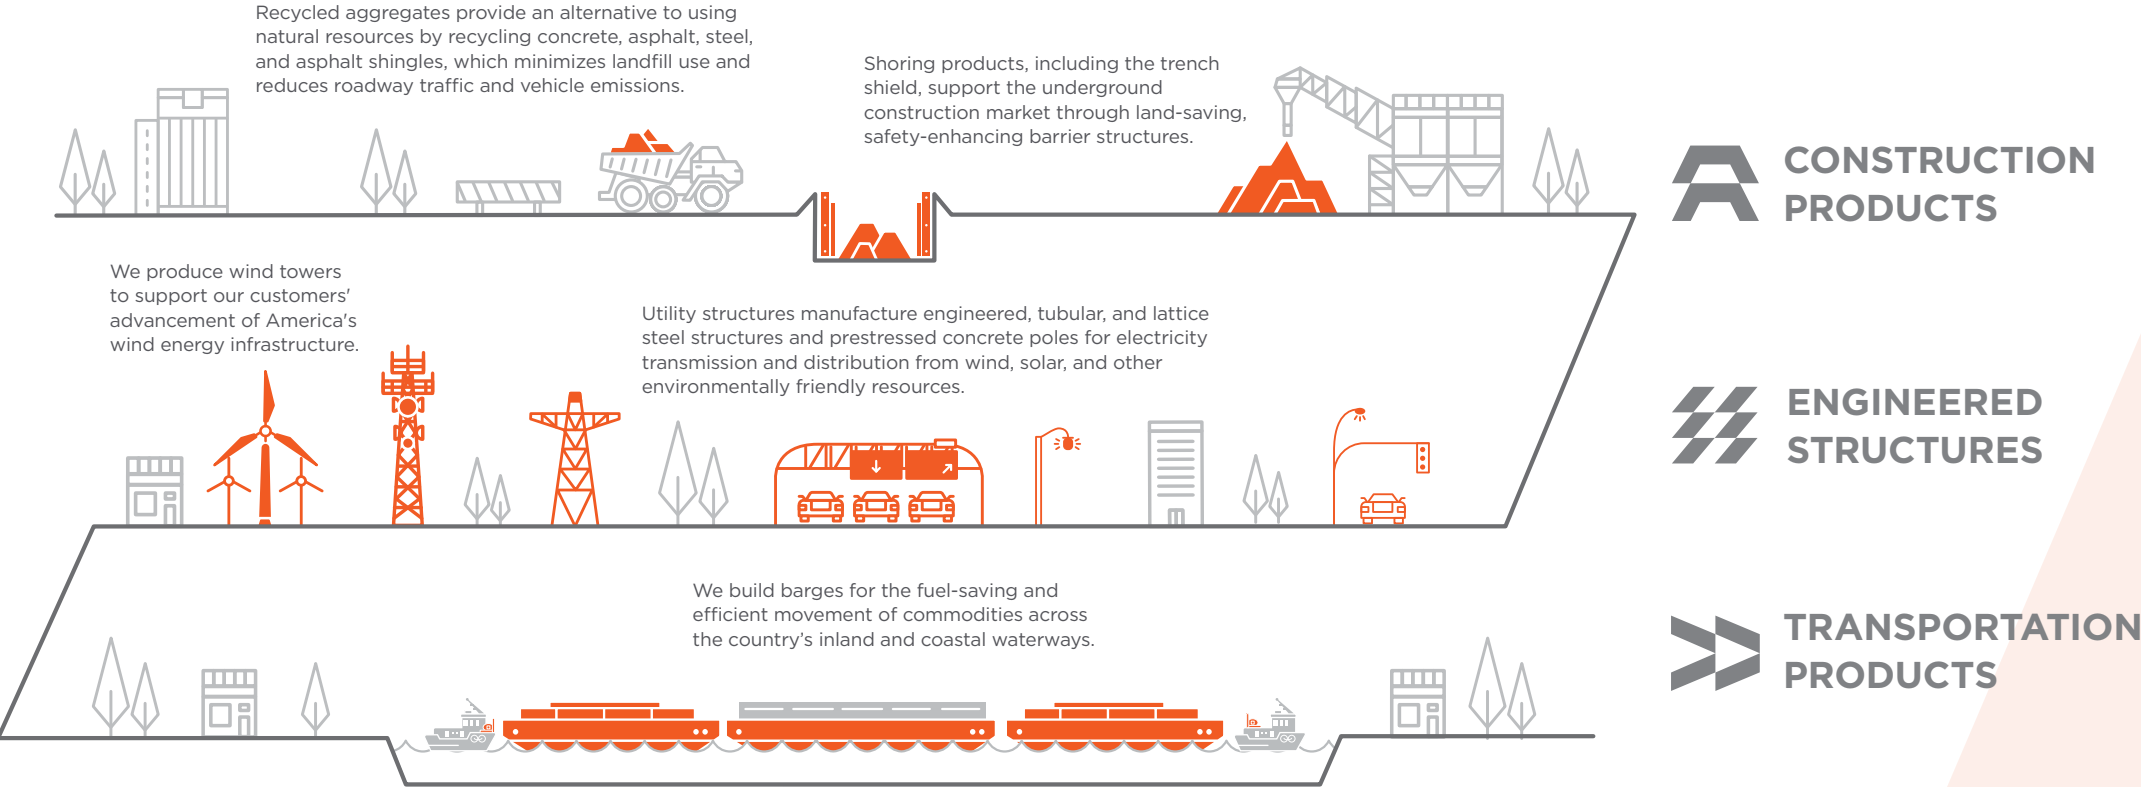 Recycled aggregates provide an alternative to using
natural resources by recycling concrete, asphalt, steel,
and asphalt shingles, which minimizes landfill use and
reduces roadway traffic and vehicle emissions.
Shoring products, including the trench
shield, support the underground
construction market through land-saving,
safety-enhancing barrier structures.
CONSTRUCTION
PRODUCTS
We produce wind towers
to support our customers'
advancement of America's
wind energy infrastructure.
Utility structures manufacture engineered, tubular, and lattice
steel structures and prestressed concrete poles for electricity
transmission and distribution from wind, solar, and other
environmentally friendly resources.
ENGINEERED
STRUCTURES
We build barges for the fuel-saving and
efficient movement of commodities across
the country’s inland and coastal waterways.
TRANSPORTATION
PRODUCTS